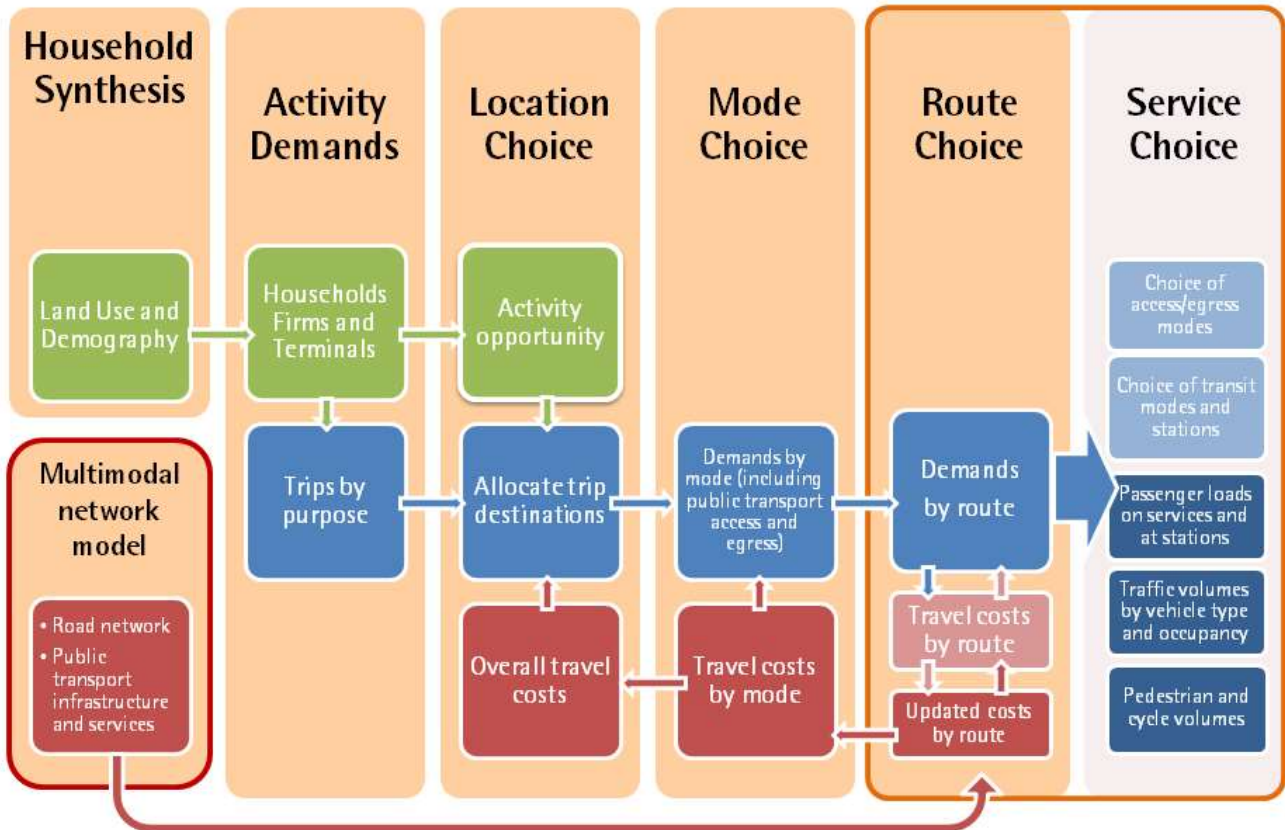 Household
Synthesis
Activity
Demands
Location
Choice
Mode
Choice
Route
Choice
Service
Choice
Land Use and
Demography
Households
Firms and
Terminals
Activity
opportunity
Choice of
access/egress
modes
Choice of transit
modes and
stations
Multimodal
network
model
Trips by
purpose
Allocate trip
destinations
Demands by
mode (including
public transport
access and
egress)
Demands
by route
Passenger loads
on services and
at stations
Traffic volumes
by vehicle type
and occupancy
Pedestrian and
cycle volumes
• Road network
• Public
transport
infrastructure
and services
Overall travel
costs
Travel costs
by mode
Travel costs
by route
Updated costs
by route